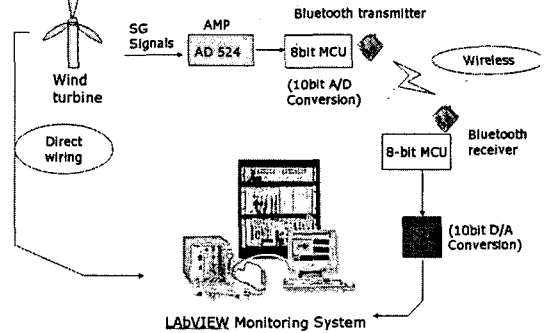 Bluetooth transmitter
AMP
SG
Signals
AD 524
8bit MCU
Wind
turbine
(10bit A/D
Conversion)
Wireless
Direct
wiring
Bluetooth
receiver
8-bit MCU
(10bit D/A
Conversion)
LAbVIEW Monitoring System